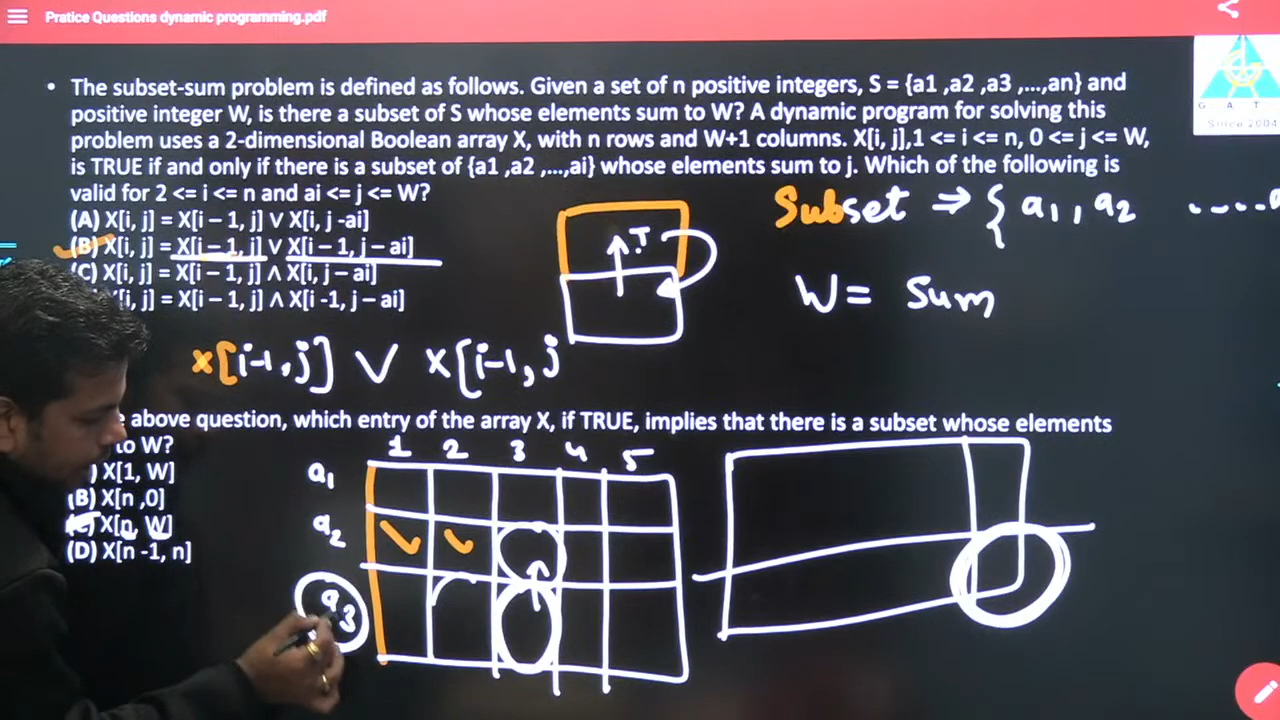 Pratice Questions dynamic programming.pdf
G A T
Since 2004
• The subset-sum problem is defined as follows. Given a set of n positive integers, S = {a1 ,a2 ,a3 ,...,an} and
positive integer W, is there a subset of S whose elements sum to W? A dynamic program for solving this
problem uses a 2-dimensional Boolean array X, with n rows and W+1 columns. X[i, j],1 <= i <= n, 0 <= j <= W,
is TRUE if and only if there is a subset of {a1 ,a2 ,...,ai} whose elements sum to j. Which of the following is
valid for 2 <= i <= n and ai <= j <= W?
(A) X[i, j] = X[i – 1, j] V X[i, j -ai]
(B) X[i, j] = X[i – 1, j] V X[i – 1, j – ai]
(C) X[i, j] = X[i – 1, j] Λ X[i, j – ai]
[i, j] = X[i – 1, j] Λ X[i -1, j – ai]
Subset ⇒ { a1, a2 ....a
T
W = Sum
x[i-1, j] V x[i-1, j
above question, which entry of the array X, if TRUE, implies that there is a subset whose elements
to W?
) X[1, W]
(B) X[n ,0]
X[n, W]
(D) X[n -1, n]
1 2 3 4 5
a1
a2
a3